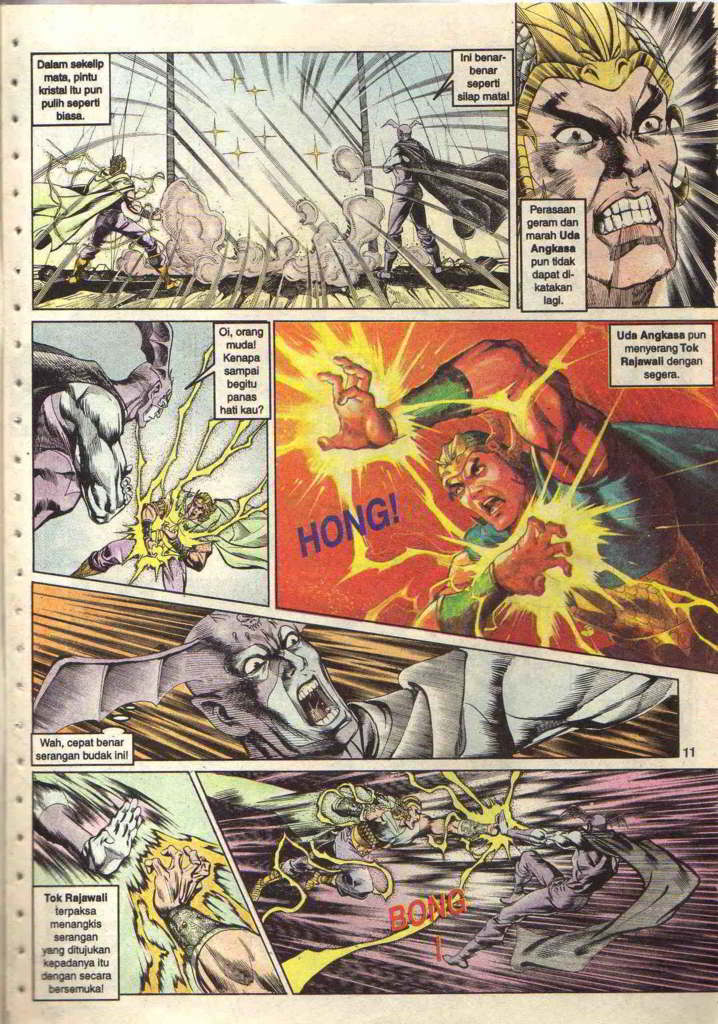 Dalam sekelip
mata, pintu
kristal itu pun
pulih seperti
biasa.
Ini benar-
benar
seperti
silap mata!
Perasaan
geram dan
marah Uda
Angkasa
pun tidak
dapat di-
katakan
lagi.
Oi, orang
muda!
Kenapa
sampai
begitu
panas
hati kau?
Uda Angkasa pun
menyerang Tok
Rajawali dengan
segera.
HONG!
Wah, cepat benar
serangan budak ini!
11
Tok Rajawali
terpaksa
menangkis
serangan
yang ditujukan
kepadanya itu
dengan secara
bersemuka!
BONG
!